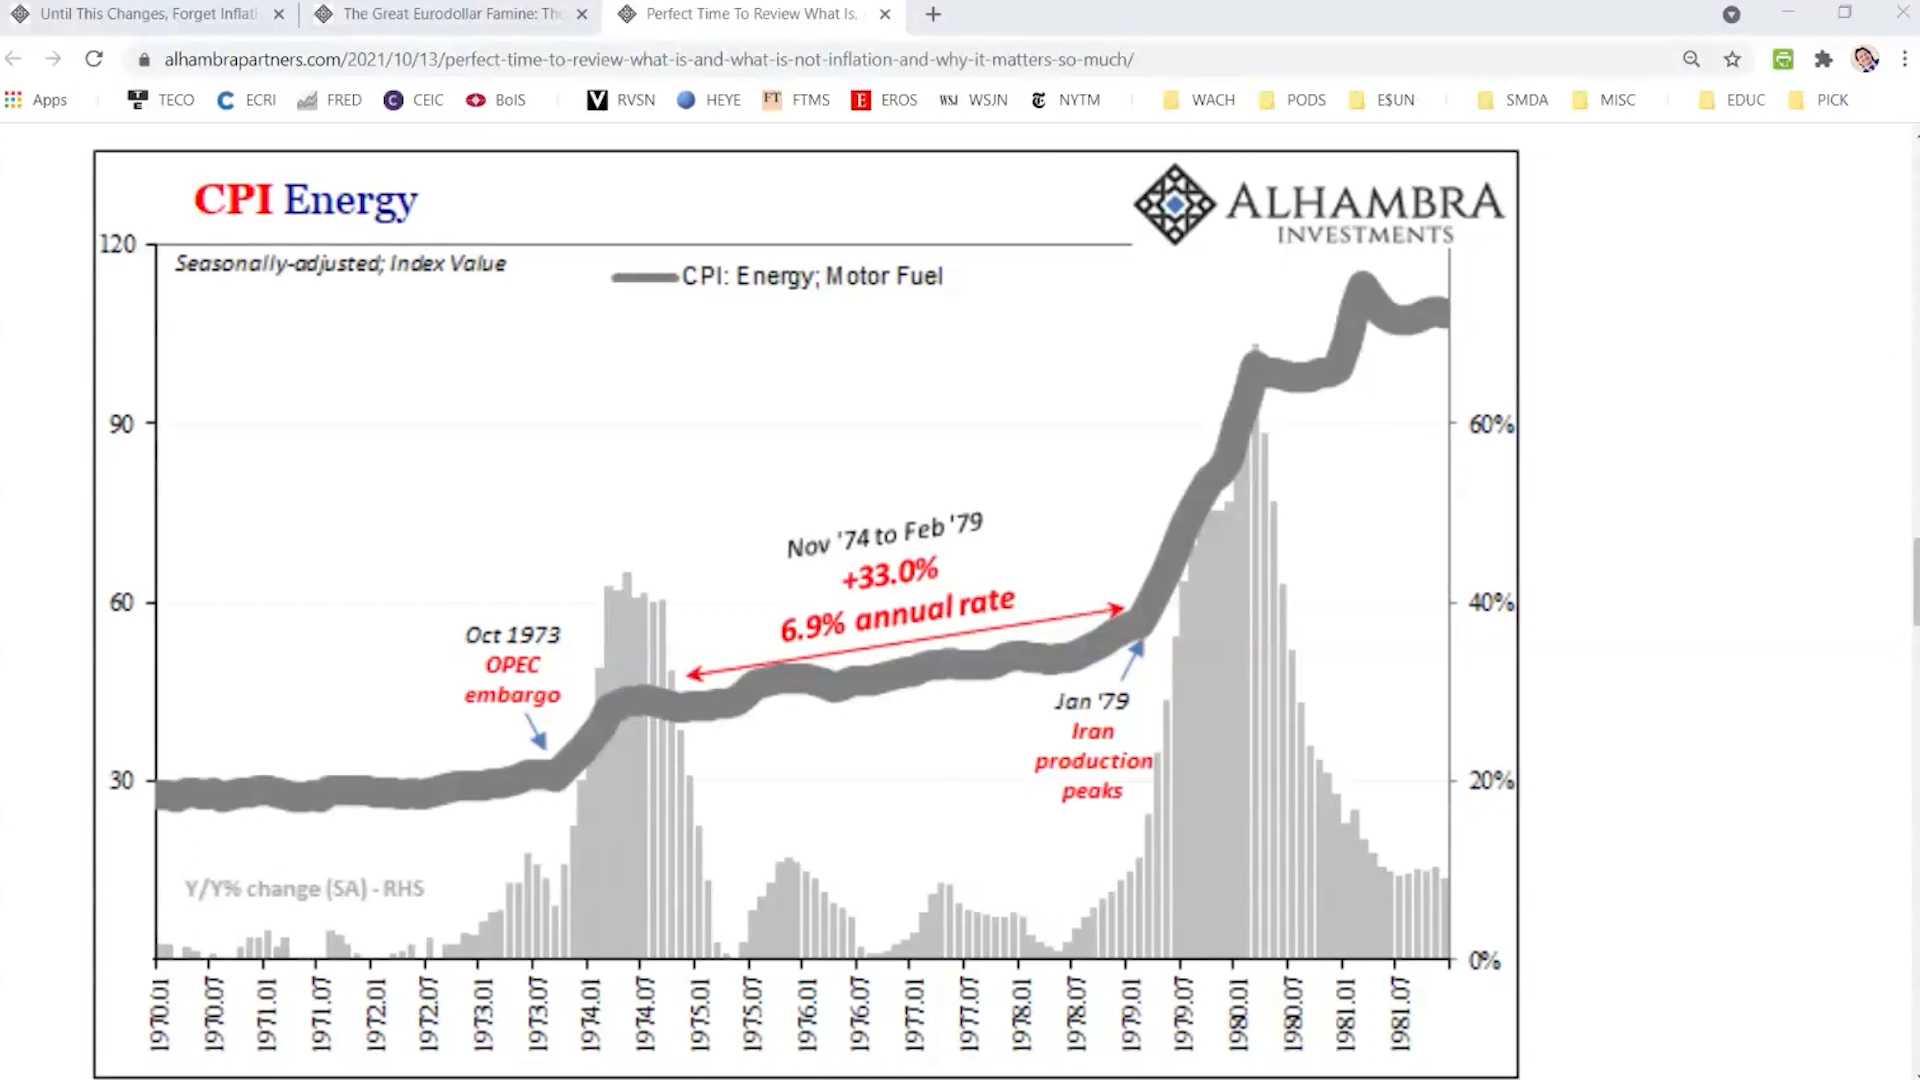 Until This Changes, Forget Inflati
The Great Eurodollar Famine: The
Perfect Time To Review What Is,
alhambrapartners.com/2021/10/13/perfect-time-to-review-what-is-and-what-is-not-inflation-and-why-it-matters-so-much/
Apps TECO ECRI FRED CEIC BoIS RVSN HEYE FT FTMS E EROS WSJ WSJN NYTM WACH PODS E$UN SMDA MISC EDUC PICK
CPI Energy
ALHAMBRA
INVESTMENTS
Seasonally-adjusted; Index Value
CPI: Energy; Motor Fuel
120
90
60
30
60%
40%
20%
0%
Nov '74 to Feb '79
+33.0%
6.9% annual rate
Oct 1973
OPEC
embargo
Jan '79
Iran
production
peaks
Y/Y% change (SA) - RHS
1970.01
1970.07
1971.01
1971.07
1972.01
1972.07
1973.01
1973.07
1974.01
1974.07
1975.01
1975.07
1976.01
1976.07
1977.01
1977.07
1978.01
1978.07
1979.01
1979.07
1980.01
1980.07
1981.01
1981.07